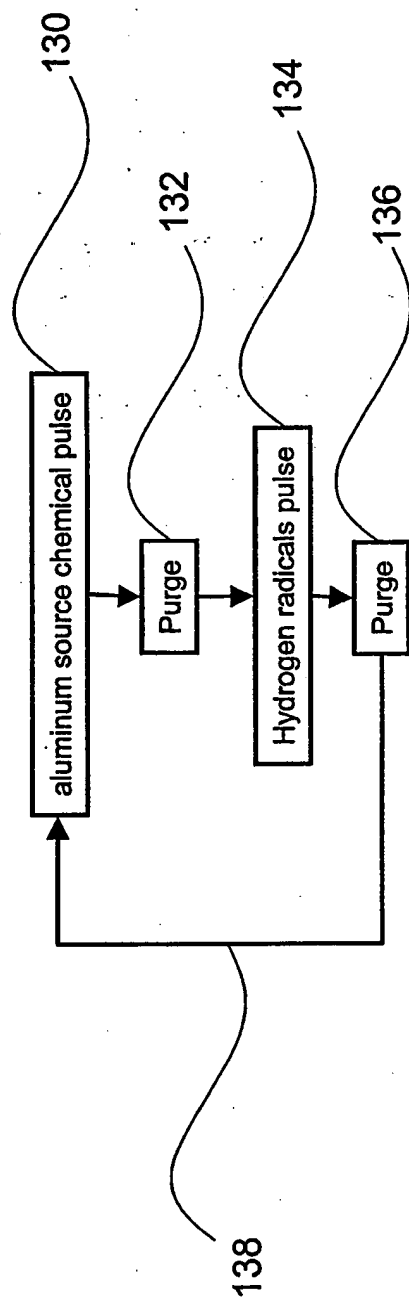 130
aluminum source chemical pulse
132
Purge
134
Hydrogen radicals pulse
136
Purge
138